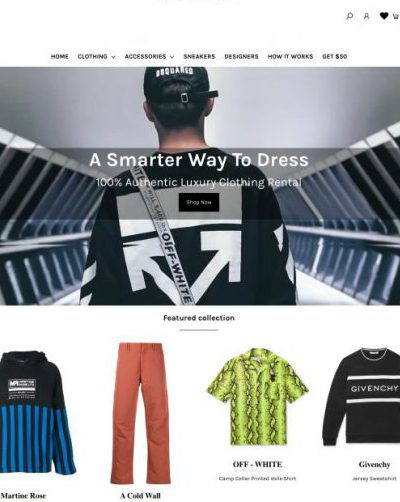 HOME CLOTHING ACCESSORIES SNEAKERS DESIGNERS HOW IT WORKS GET $50
DSQUARED
A Smarter Way To Dress
100% Authentic Luxury Clothing Rental
Shop Now
OFF-WHITE
Featured collection
GIVENCHY
OFF - WHITE
Givenchy
Camp Collar Printed Voile Shirt
Jersey Sweatshirt
Martine Rose
A Cold Wall